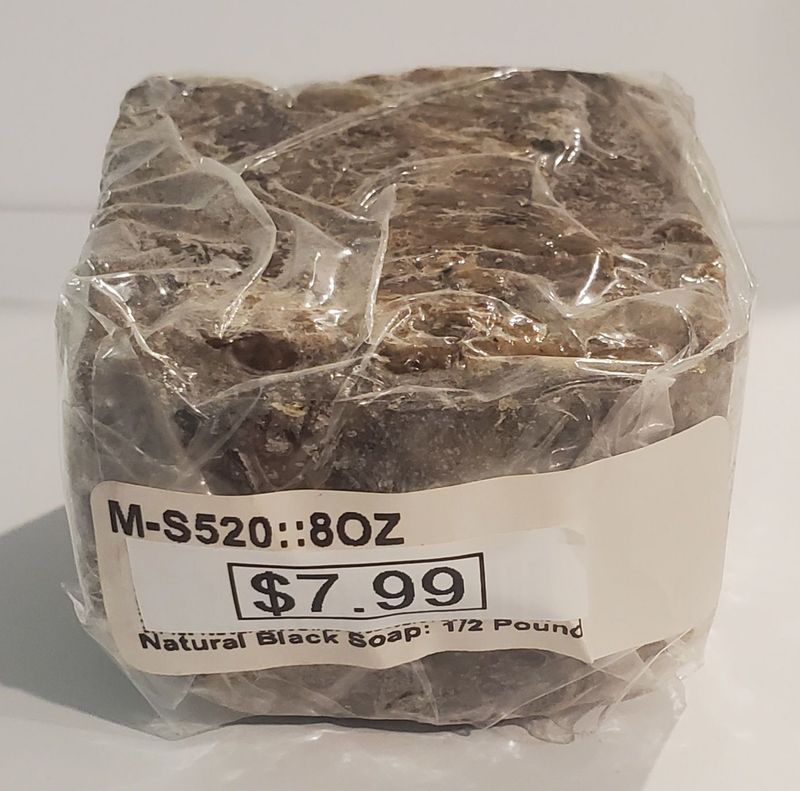 M-S520::8OZ
$7.99
Natural Black Soap: 1/2 Pound